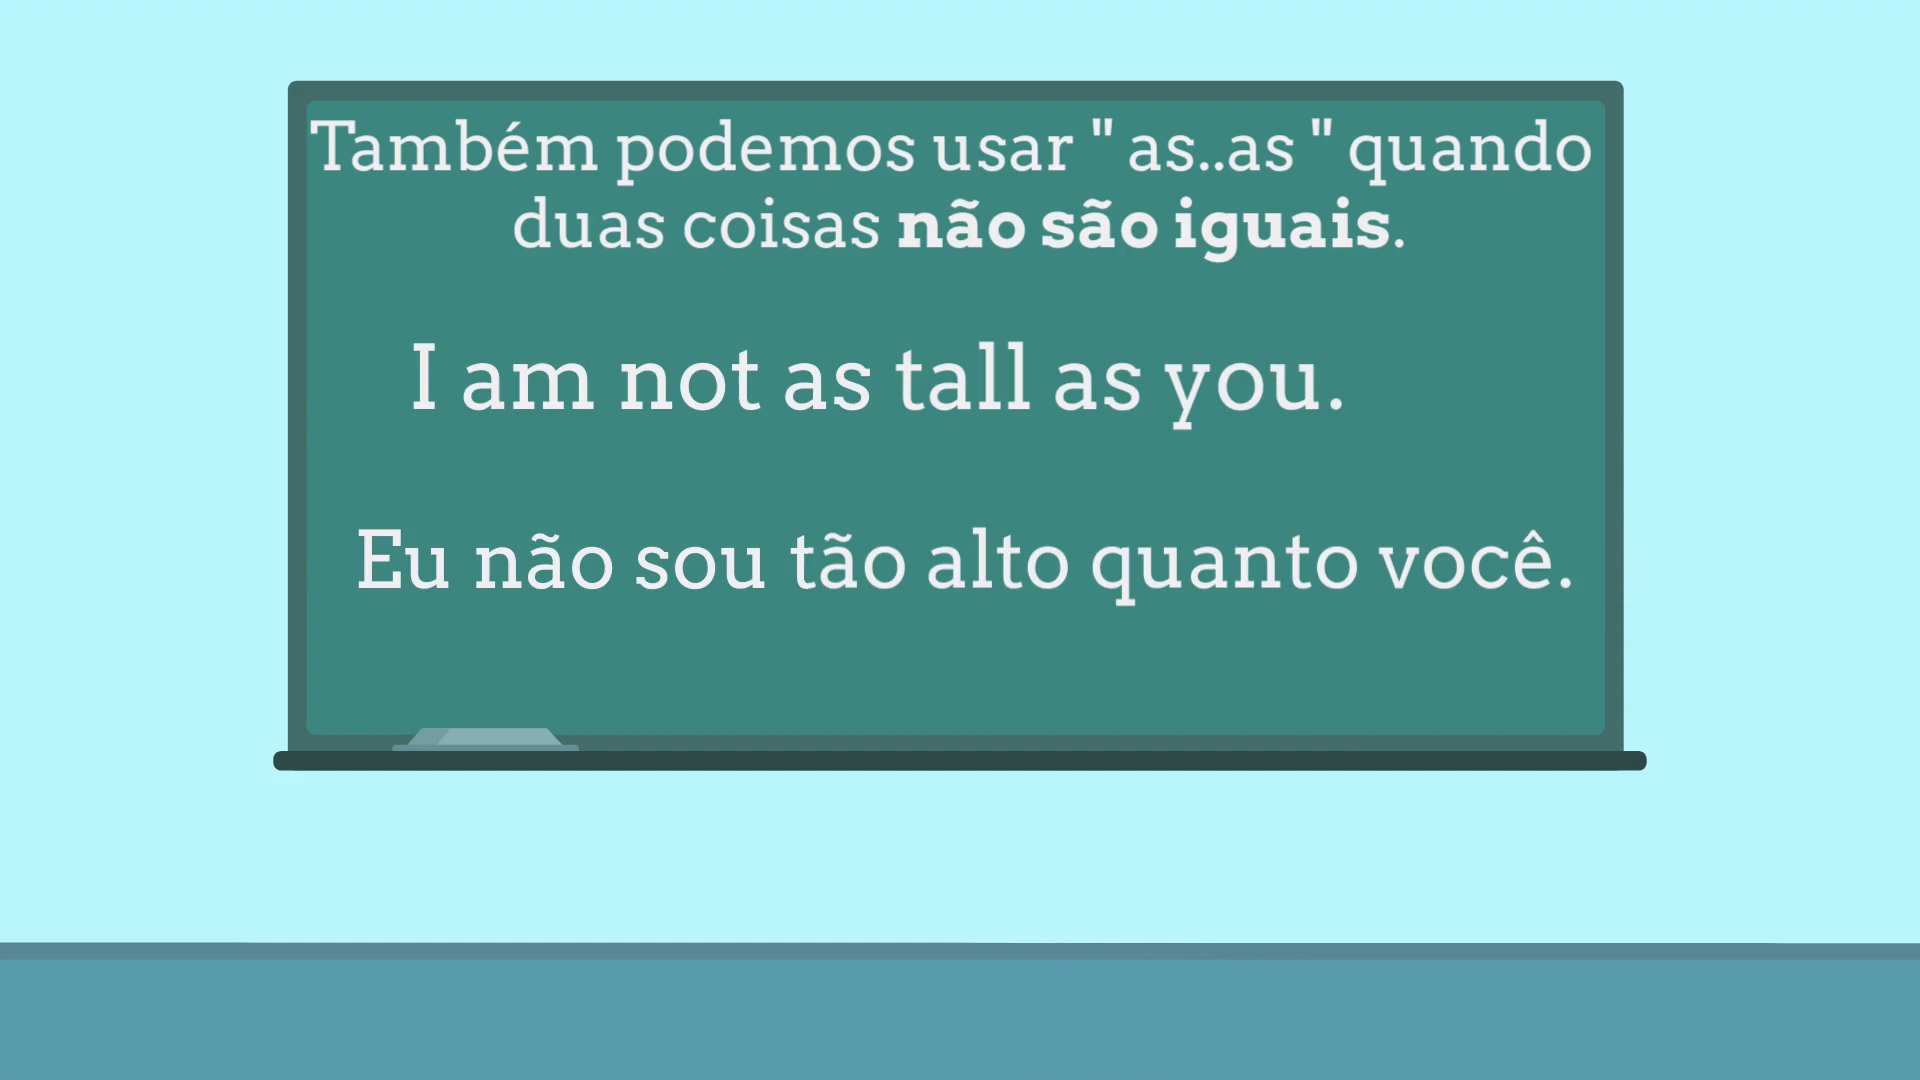 Também podemos usar " as..as " quando
duas coisas não são iguais.
I am not as tall as you.
Eu não sou tão alto quanto você.